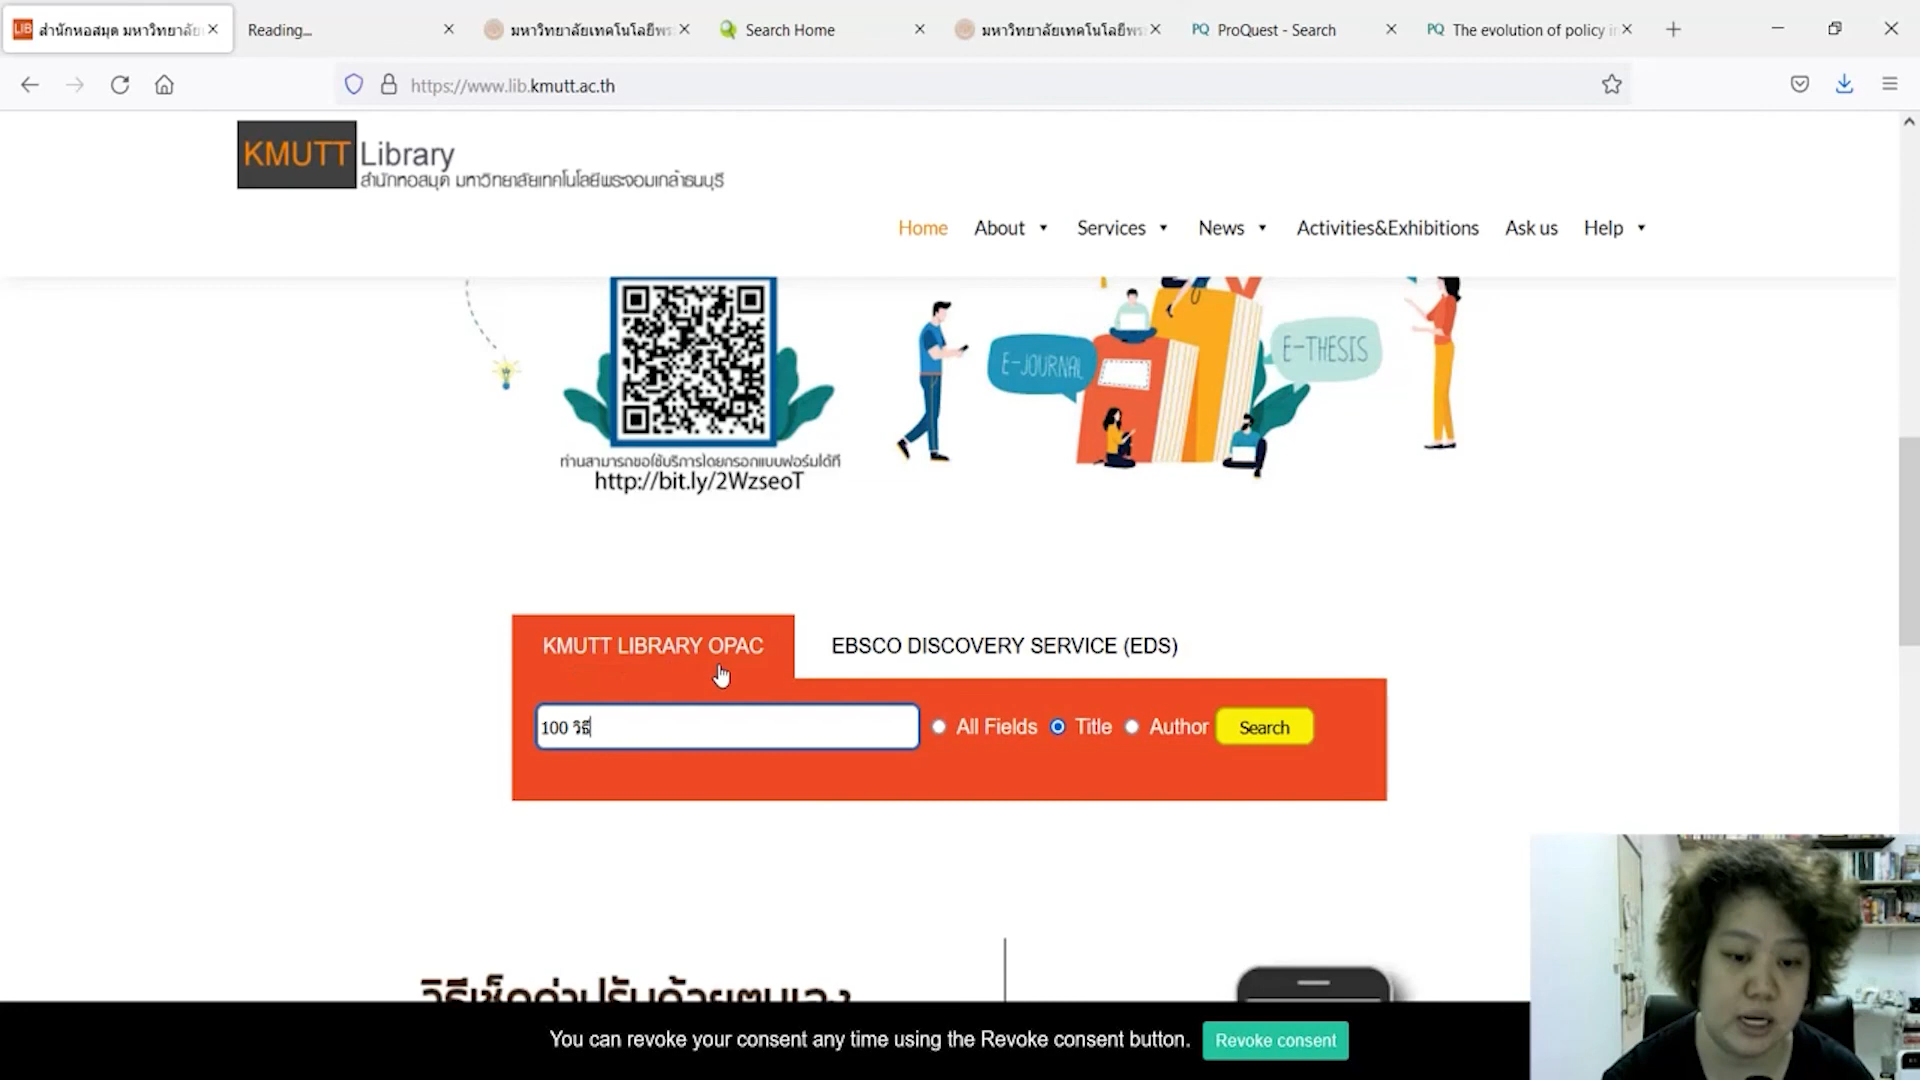 LIB สำนักหอสมุด มหาวิทยาลัย
Reading...
มหาวิทยาลัยเทคโนโลยีพระ
Search Home
มหาวิทยาลัยเทคโนโลยีพระ
PQ ProQuest - Search
PQ The evolution of policy in
https://www.lib.kmutt.ac.th
KMUTT Library
สำนักหอสมุด มหาวิทยาลัยเทคโนโลยีพระจอมเกล้าธนบุรี
Home About Services News Activities&Exhibitions Ask us Help
E-JOURNAL
E-THESIS
ท่านสามารถขอใช้บริการโดยกรอกแบบฟอร์มได้ที่
http://bit.ly/2WzseoT
KMUTT LIBRARY OPAC
EBSCO DISCOVERY SERVICE (EDS)
100 วิธี
All Fields Title Author Search
วิธีเช็คค่าปรับด้วยตนเอง
You can revoke your consent any time using the Revoke consent button. Revoke consent